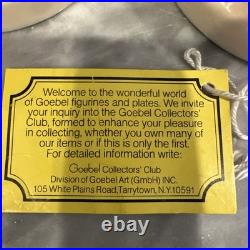 Welcome to the wonderful world
of Goebel figurines and plates. We invite
your inquiry into the Goebel Collectors'
Club, formed to enhance your pleasure
in collecting, whether you own many of
our items or if this is only the first.
For detailed information write:
Goebel Collectors' Club
Division of Goebel Art (GmbH) INC.
105 White Plains Road, Tarrytown, N.Y. 10591